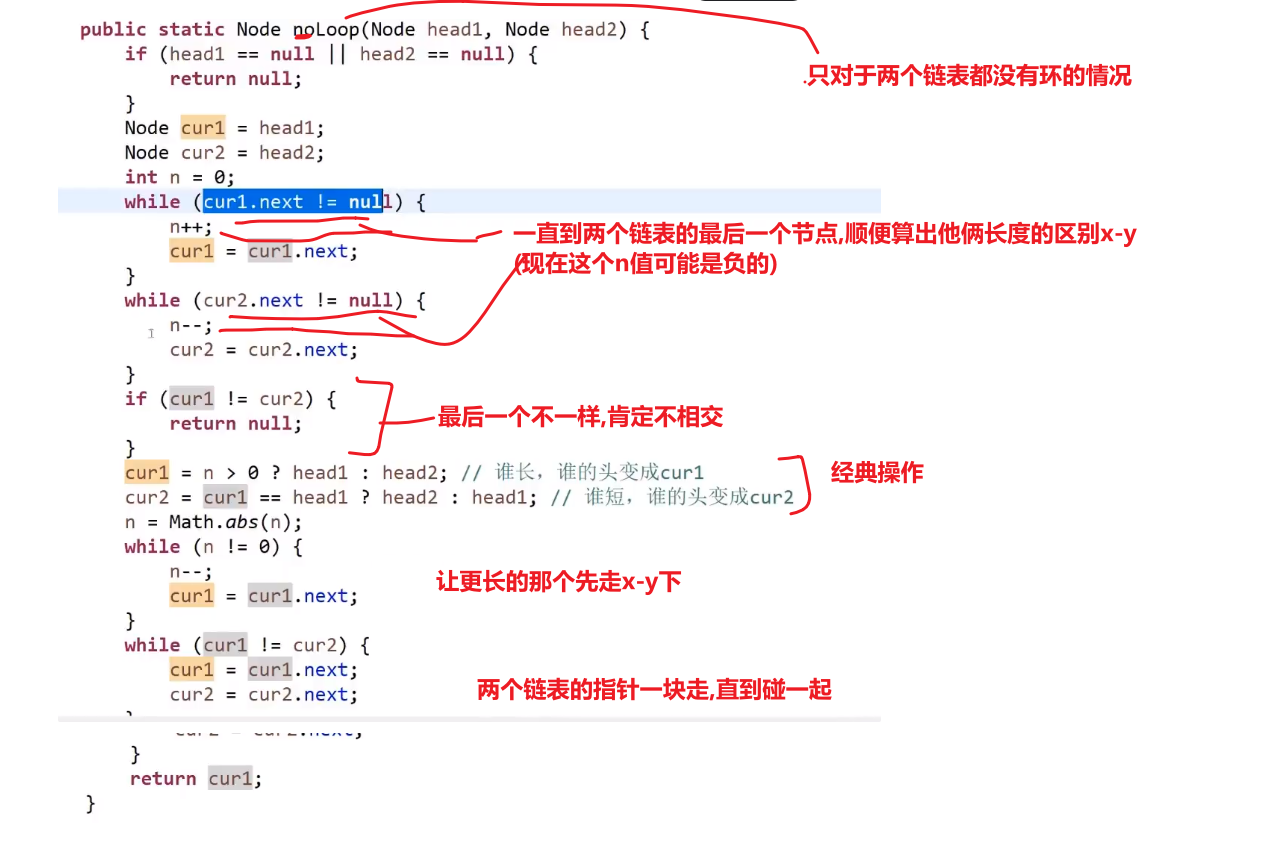 public static Node noLoop(Node head1, Node head2) {
if (head1 == null || head2 == null) {
return null;
.只对于两个链表都没有环的情况
}
Node cur1 = head1;
Node cur2 = head2;
int n = 0;
while (cur1.next != null) {
n++;
一直到两个链表的最后一个节点,顺便算出他俩长度的区别x-y
(现在这个n值可能是负的)
cur1 = cur1.next;
}
while (cur2.next != null) {
n--;
cur2 = cur2.next;
}
if (cur1 != cur2) {
return null;
最后一个不一样,肯定不相交
}
cur1 = n > 0 ? head1 : head2; // 谁长，谁的头变成cur1
经典操作
cur2 = cur1 == head1 ? head2 : head1; // 谁短，谁的头变成cur2
n = Math.abs(n);
while (n != 0) {
n--;
让更长的那个先走x-y下
cur1 = cur1.next;
}
while (cur1 != cur2) {
cur1 = cur1.next;
cur2 = cur2.next;
两个链表的指针一块走,直到碰一起
}
return cur1;
}